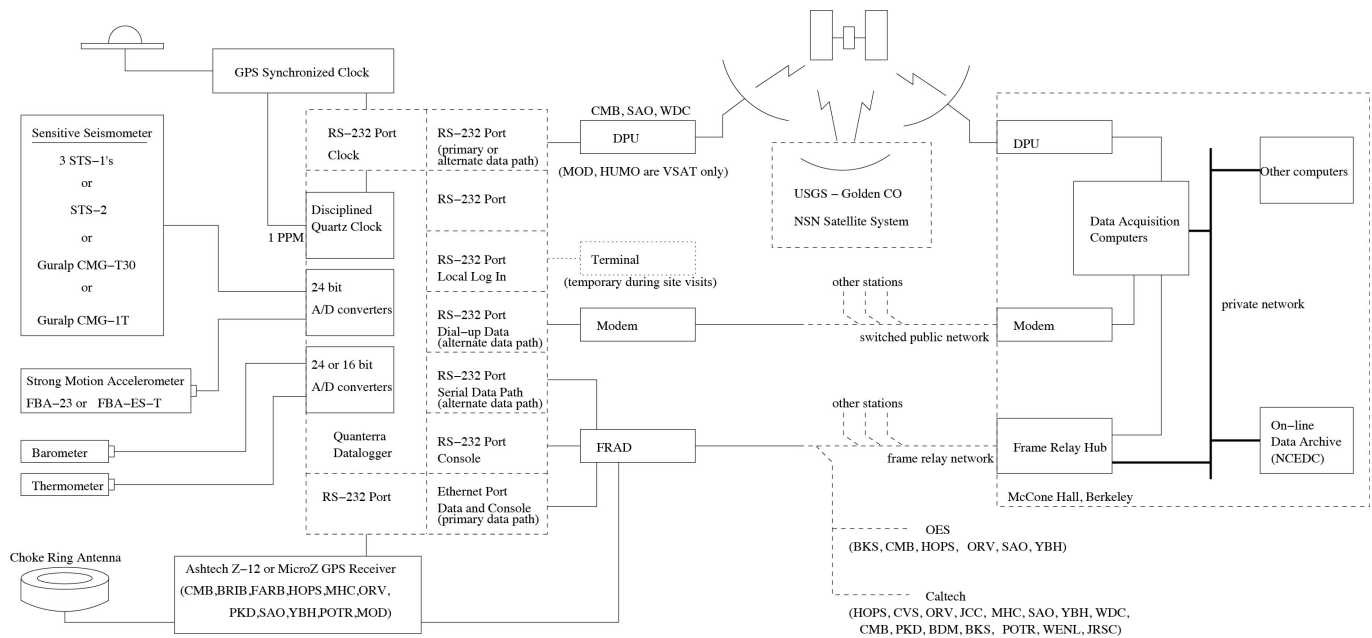 GPS Synchronized Clock
Sensitive Seismometer
3 STS−1's
or
STS−2
or
Guralp CMG−T30
or
Guralp CMG−1T
Strong Motion Accelerometer
FBA−23 or FBA−ES−T
Barometer
Thermometer
Choke Ring Antenna
RS−232 Port
Clock
1 PPM
Disciplined
Quartz Clock
24 bit
A/D converters
24 or 16 bit
A/D converters
Quanterra
Datalogger
RS−232 Port
RS−232 Port
(primary or
alternate data path)
RS−232 Port
RS−232 Port
Local Log In
RS−232 Port
Dial−up Data
(alternate data path)
RS−232 Port
Serial Data Path
(alternate data path)
RS−232 Port
Console
Ethernet Port
Data and Console
(primary data path)
Ashtech Z−12 or MicroZ GPS Receiver
(CMB,BRIB,FARB,HOPS,MHC,ORV,
PKD,SAO,YBH,POTR,MOD)
CMB, SAO, WDC
DPU
(MOD, HUMO are VSAT only)
Terminal
(temporary during site visits)
Modem
FRAD
USGS − Golden CO
NSN Satellite System
other stations
switched public network
other stations
frame relay network
OES
(BKS, CMB, HOPS, ORV, SAO, YBH)
Caltech
(HOPS, CVS, ORV, JCC, MHC, SAO, YBH, WDC,
CMB, PKD, BDM, BKS, POTR, WENL, JRSC)
DPU
Data Acquisition
Computers
Modem
Frame Relay Hub
McCone Hall, Berkeley
Other computers
private network
On−line
Data Archive
(NCEDC)